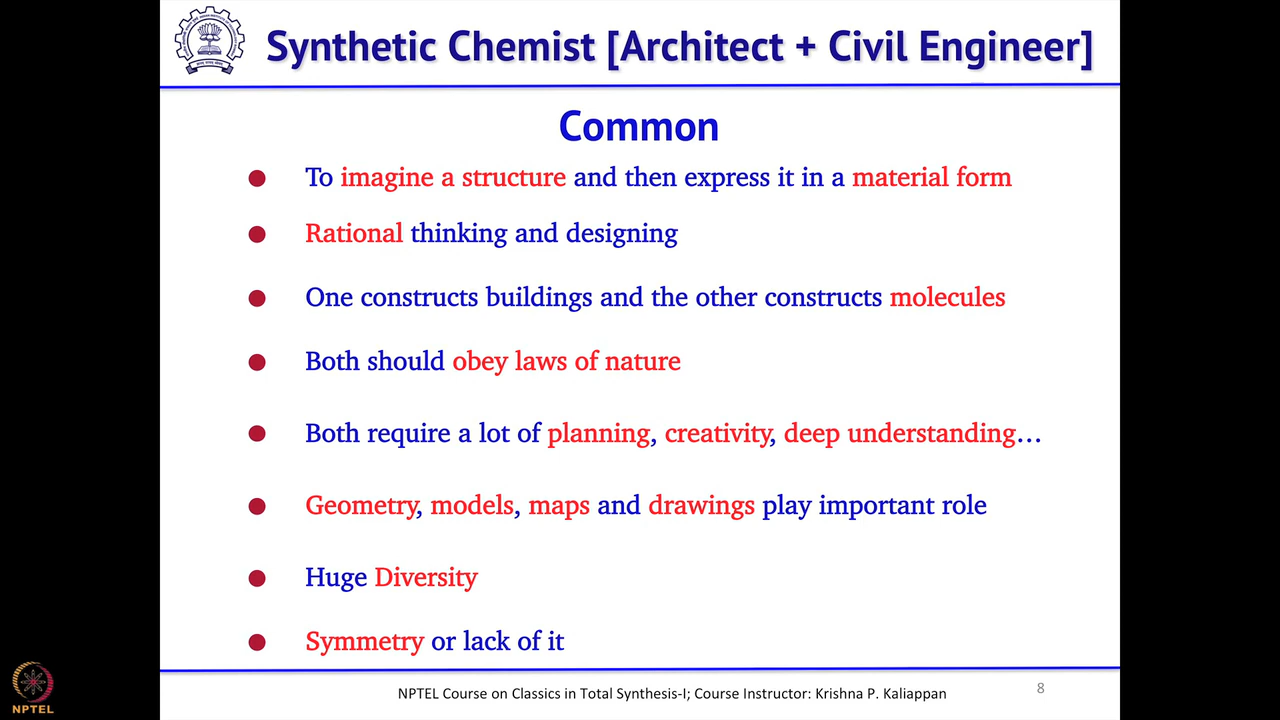 Synthetic Chemist [Architect + Civil Engineer]
Common
To imagine a structure and then express it in a material form
Rational thinking and designing
One constructs buildings and the other constructs molecules
Both should obey laws of nature
Both require a lot of planning, creativity, deep understanding…
Geometry, models, maps and drawings play important role
Huge Diversity
Symmetry or lack of it
NPTEL Course on Classics in Total Synthesis-I; Course Instructor: Krishna P. Kaliappan
8
NPTEL